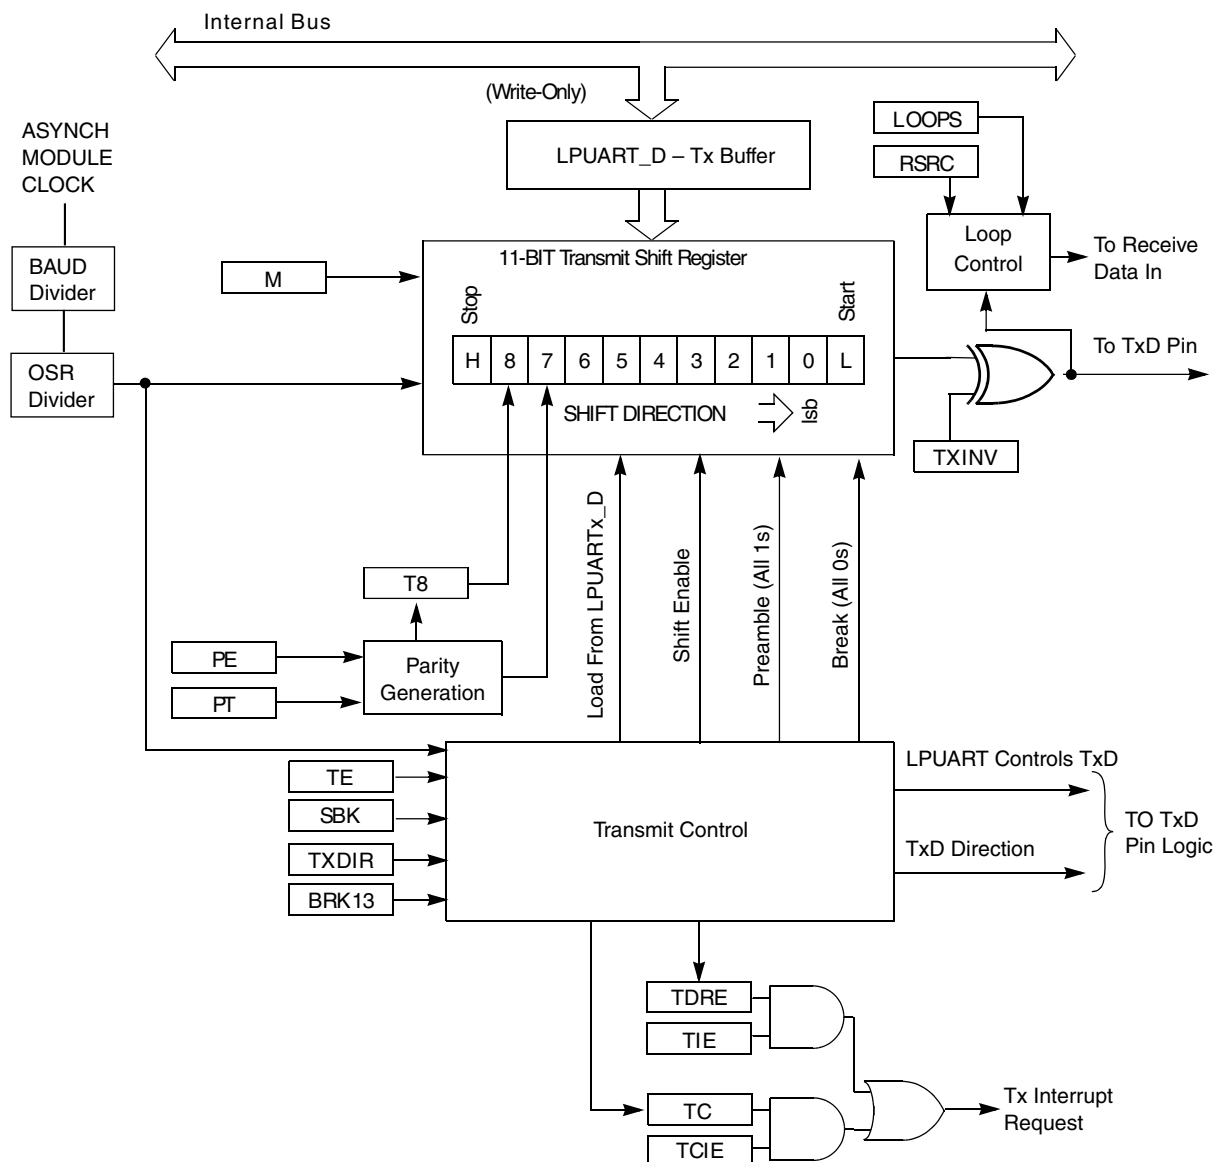 Internal Bus
(Write-Only)
LOOPS
ASYNCH
MODULE
CLOCK
LPUART_D – Tx Buffer
RSRC
Loop
Control
To Receive
Data In
BAUD
Divider
M
11-BIT Transmit Shift Register
Stop
Start
H 8 7 6 5 4 3 2 1 0 L
To TxD Pin
OSR
Divider
SHIFT DIRECTION
lsb
TXINV
Load From LPUARTx_D
Shift Enable
Preamble (All 1s)
Break (All 0s)
T8
PE
PT
Parity
Generation
LPUART Controls TxD
TE
SBK
TXDIR
BRK13
Transmit Control
TxD Direction
TO TxD
Pin Logic
TDRE
TIE
TC
TCIE
Tx Interrupt
Request